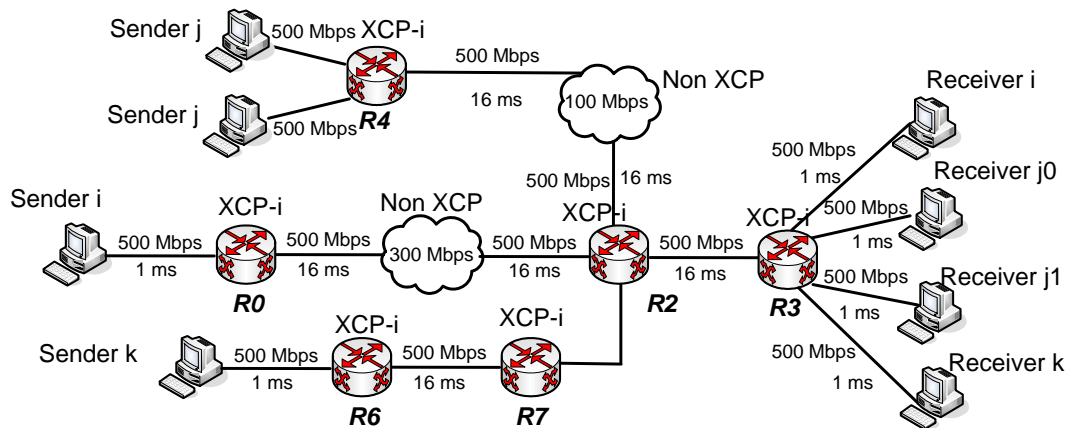 Sender j
500 Mbps
XCP-i
500 Mbps
16 ms
Non XCP
100 Mbps
Sender j
500 Mbps
R4
Receiver i
500 Mbps
1 ms
500 Mbps
16 ms
Receiver j0
500 Mbps
1 ms
Sender i
500 Mbps
1 ms
XCP-i
R0
500 Mbps
16 ms
Non XCP
300 Mbps
500 Mbps
16 ms
XCP-i
R2
500 Mbps
16 ms
XCP-i
R3
Receiver j1
500 Mbps
1 ms
Sender k
500 Mbps
1 ms
XCP-i
R6
500 Mbps
16 ms
XCP-i
R7
500 Mbps
1 ms
Receiver k